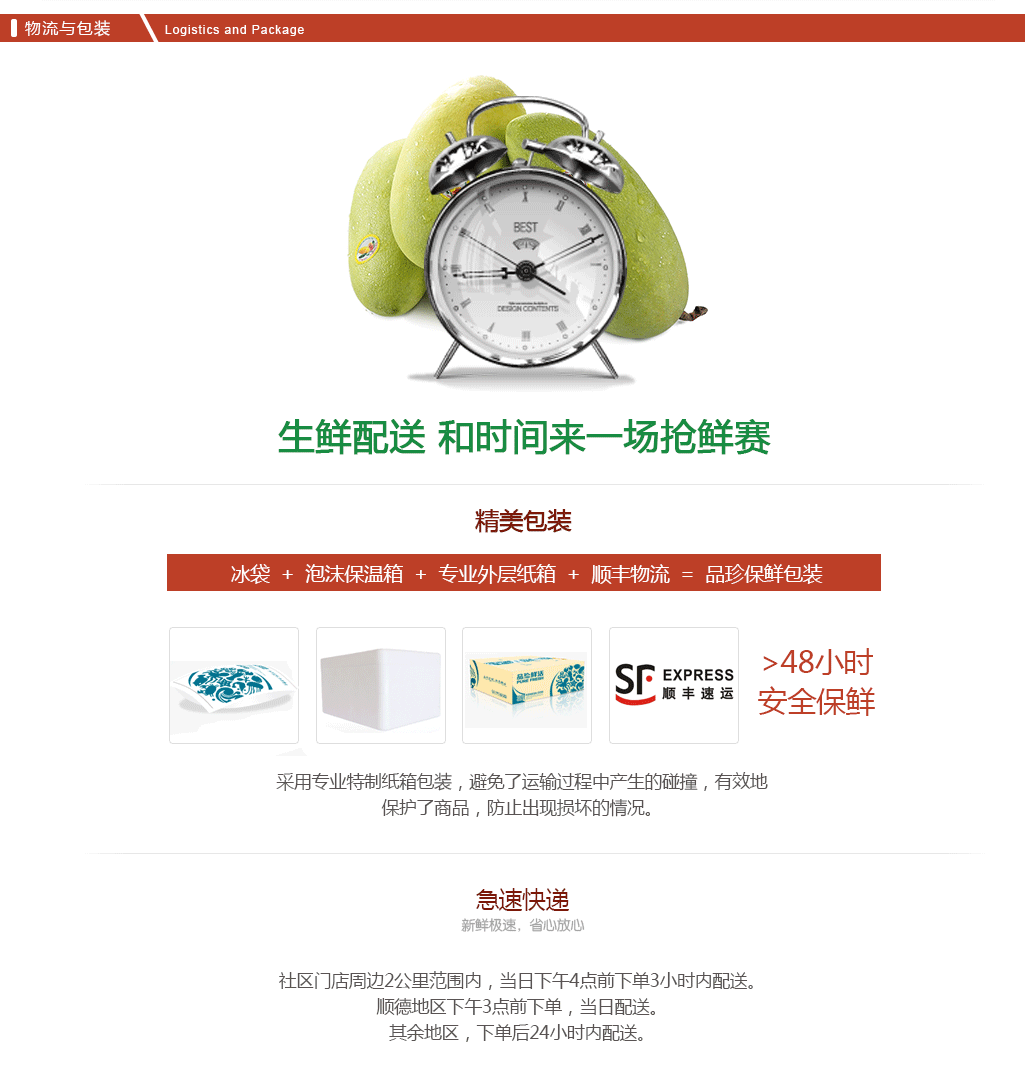 物流与包装
Logistics and Package
BEST
DESIGN CONTENTS
生鲜配送 和时间来一场抢鲜赛
精美包装
冰袋 + 泡沫保温箱 + 专业外层纸箱 + 顺丰物流 = 品珍保鲜包装
品珍鲜活
PURE FRESH
SF EXPRESS
顺丰速运
>48小时
安全保鲜
采用专业特制纸箱包装，避免了运输过程中产生的碰撞，有效地
保护了商品，防止出现损坏的情况。
急速快递
新鲜极速，省心放心
社区门店周边2公里范围内，当日下午4点前下单3小时内配送。
顺德地区下午3点前下单，当日配送。
其余地区，下单后24小时内配送。